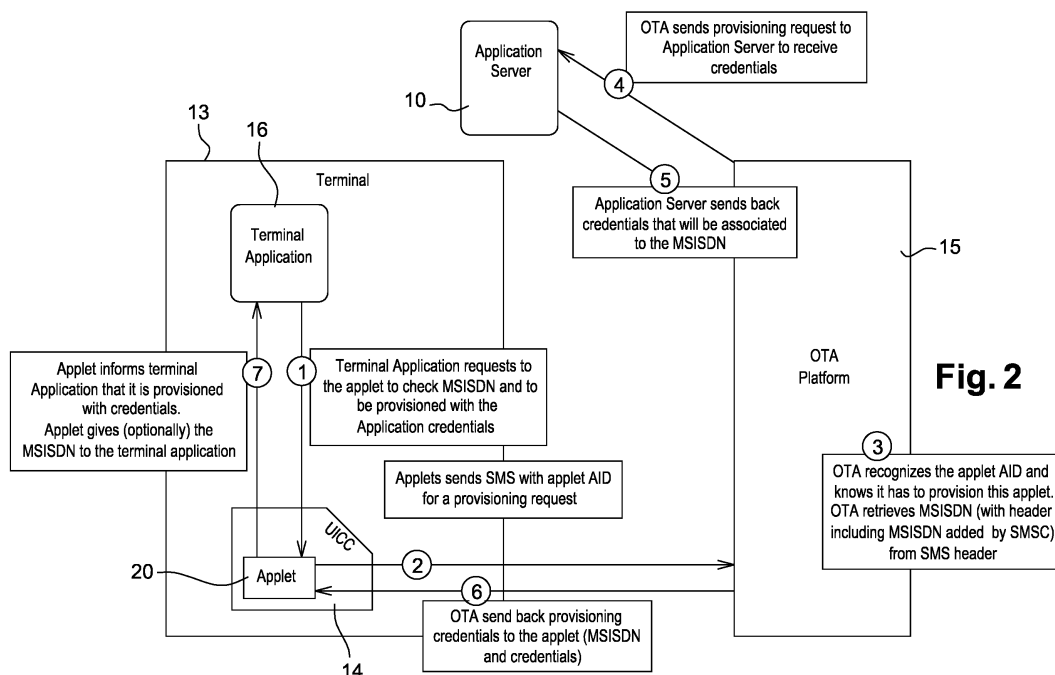 OTA sends provisioning request to
Application Server to receive
credentials
4
Application
Server
10
5
Application Server sends back
credentials that will be associated
to the MSISDN
13
16
Terminal
Terminal
Application
15
OTA
Platform
Fig. 2
Applet informs terminal
Application that it is provisioned
with credentials.
Applet gives (optionally) the
MSISDN to the terminal application
7
1
Terminal Application requests to
the applet to check MSISDN and to
be provisioned with the
Application credentials
Applets sends SMS with applet AID
for a provisioning request
3
OTA recognizes the applet AID and
knows it has to provision this applet.
OTA retrieves MSISDN (with header
including MSISDN added by SMSC)
from SMS header
UICC
20
Applet
2
6
OTA send back provisioning
credentials to the applet (MSISDN
and credentials)
14